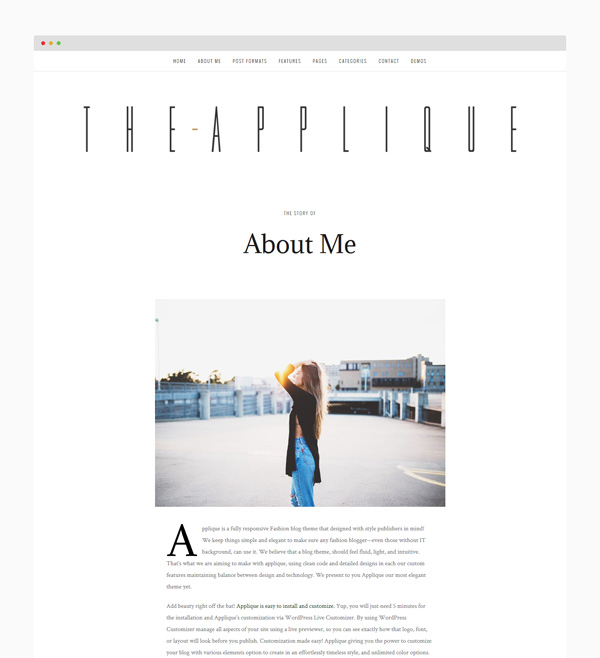 HOME ABOUT ME POST FORMATS FEATURES PAGES CATEGORIES CONTACT DEMOS
THE-APPLIQUE
THE STORY OF
About Me
Applique is a fully responsive Fashion blog theme that designed with style publishers in mind!
We keep things simple and elegant to make sure any fashion blogger–even those without IT
background, can use it. We believe that a blog theme, should feel fluid, light, and intuitive.
That's what we are aiming to make with applique, using clean code and detailed designs in each our custom
features maintaining balance between design and technology. We present to you Applique our most elegant
theme yet.
Add beauty right off the bat! Applique is easy to install and customize. Yup, you will just need 5 minutes for
the installation and Applique's customization via WordPress Live Customizer. By using WordPress
Customizer manage all aspects of your site using a live previewer, so you can see exactly how that logo, font,
or layout will look before you publish. Customization made easy! Applique giving you the power to customize
your blog with various elements option to create in an effortlessly timeless style, and unlimited color options.